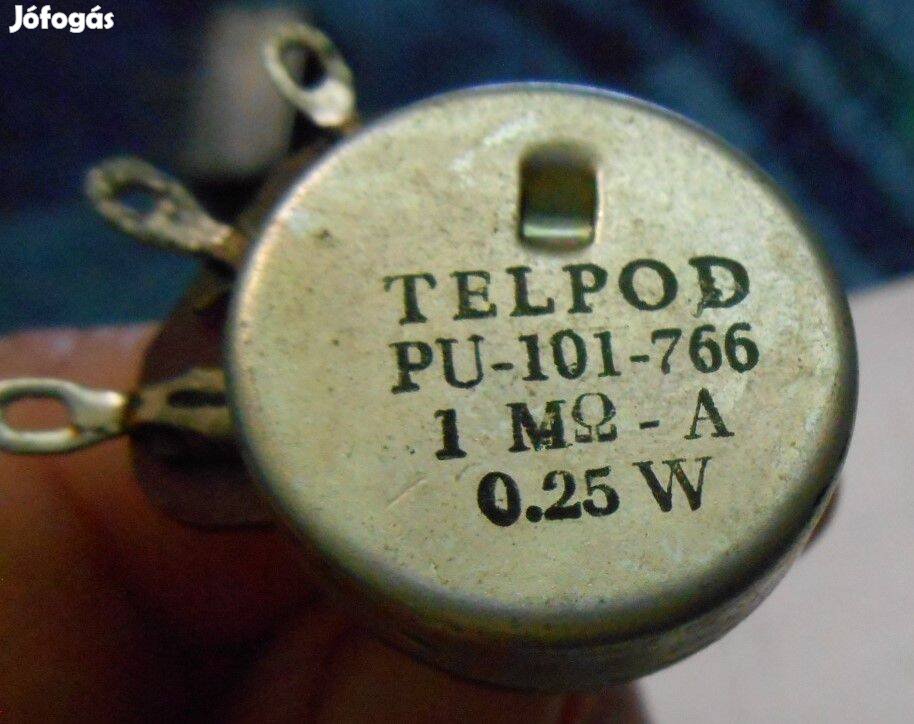 Jófogás
TELPOD
PU-101-766
1 MΩ - A
0.25 W